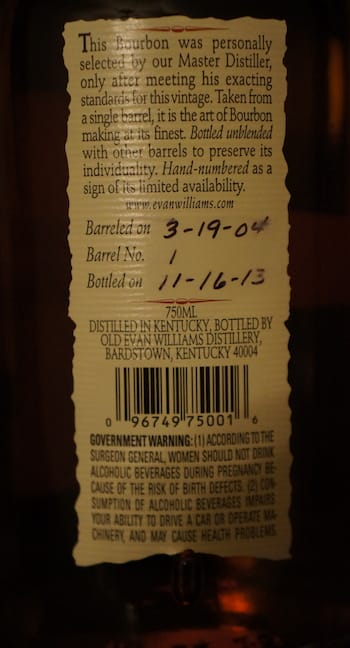 This Bourbon was personally
selected by our Master Distiller,
only after meeting his exacting
standards for this vintage. Taken from
a single barrel, it is the art of Bourbon
making at its finest. Bottled unblended
with other barrels to preserve its
individuality. Hand-numbered as a
sign of its limited availability.
www.evanwilliams.com
Barreled on 3-19-04
Barrel No. 1
Bottled on 11-16-13
750ML
DISTILLED IN KENTUCKY, BOTTLED BY
OLD EVAN WILLIAMS DISTILLERY,
BARDSTOWN, KENTUCKY 40004
0 96749 75001 6
GOVERNMENT WARNING: (1) ACCORDING TO THE
SURGEON GENERAL, WOMEN SHOULD NOT DRINK
ALCOHOLIC BEVERAGES DURING PREGNANCY BE-
CAUSE OF THE RISK OF BIRTH DEFECTS. (2) CON-
SUMPTION OF ALCOHOLIC BEVERAGES IMPAIRS
YOUR ABILITY TO DRIVE A CAR OR OPERATE MA-
CHINERY, AND MAY CAUSE HEALTH PROBLEMS.